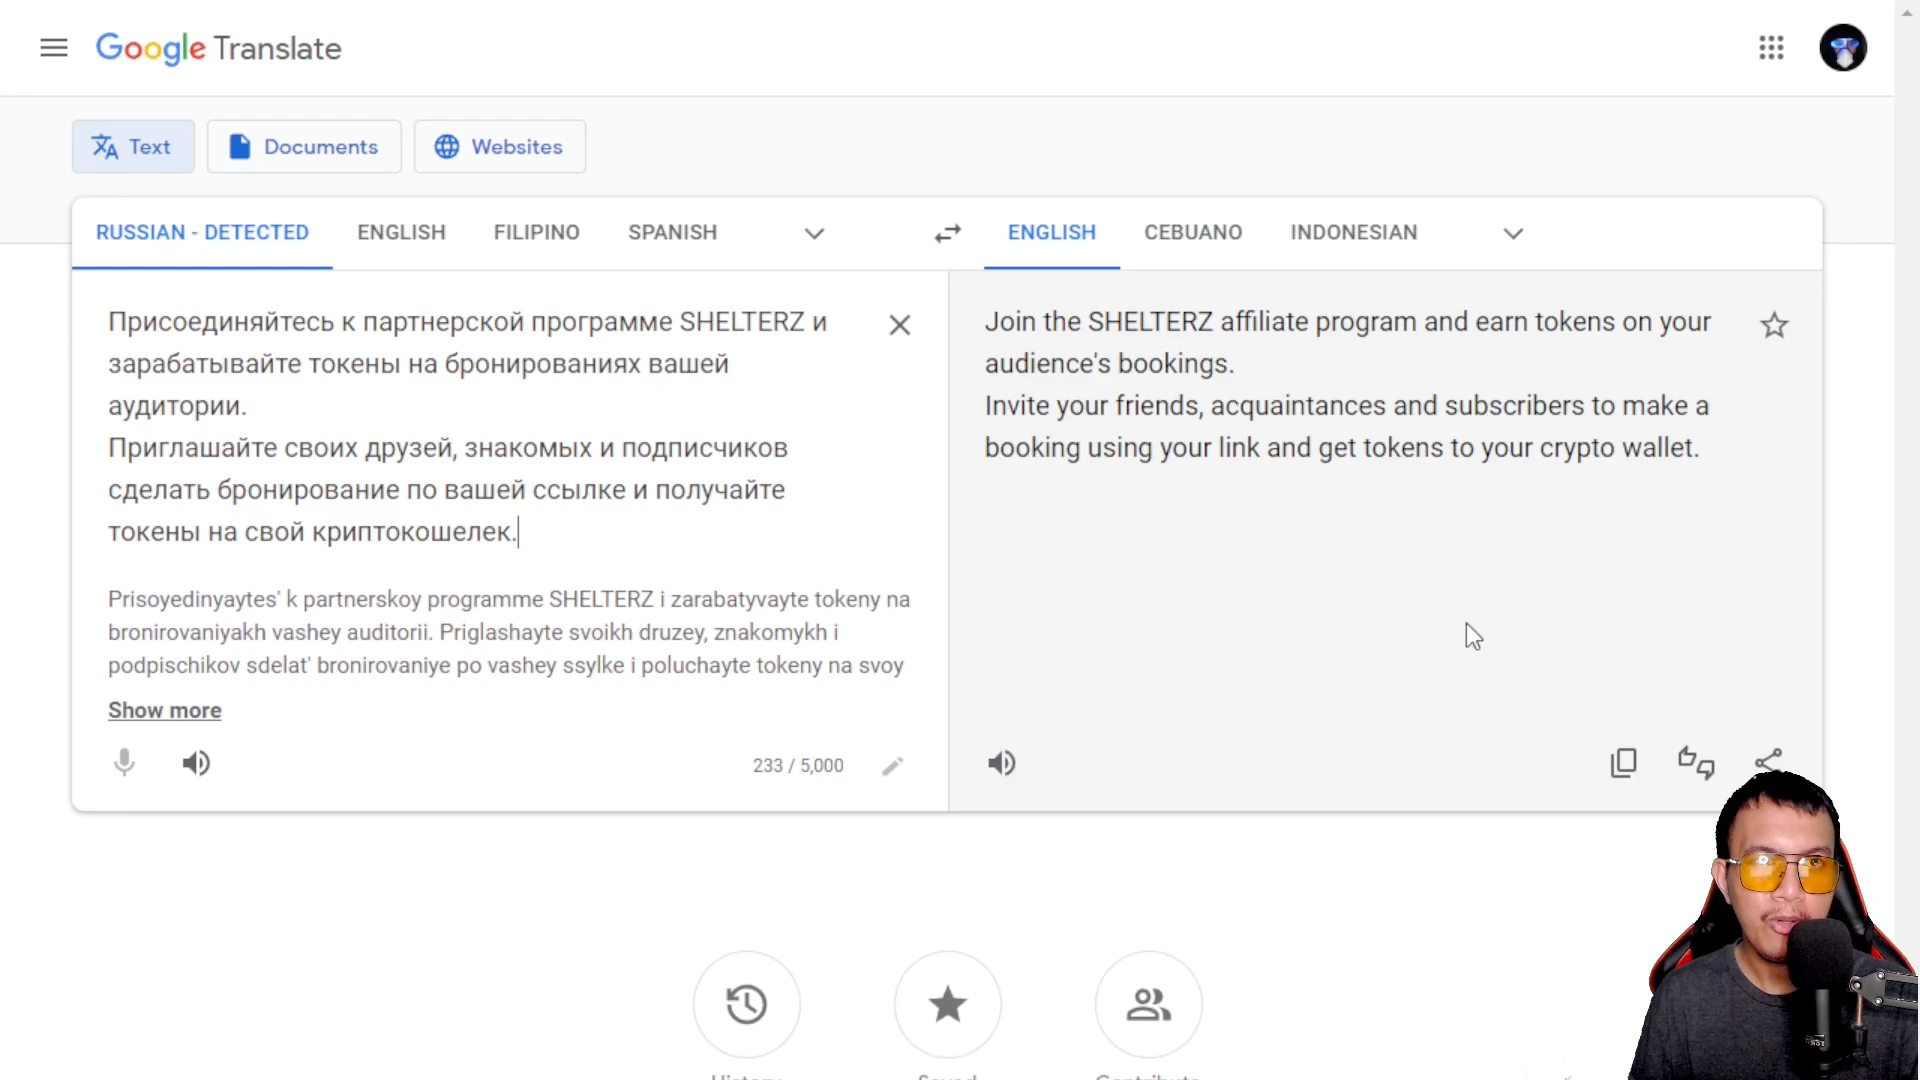 Google Translate
Text
Documents
Websites
RUSSIAN - DETECTED
ENGLISH
FILIPINO
SPANISH
ENGLISH
CEBUANO
INDONESIAN
Присоединяйтесь к партнерской программе SHELTERZ и
зарабатывайте токены на бронированиях вашей
аудитории.
Приглашайте своих друзей, знакомых и подписчиков
сделать бронирование по вашей ссылке и получайте
токены на свой криптокошелек.
Prisoyedinyaytes' k partnerskoy programme SHELTERZ i zarabatyvayte tokeny na
bronirovaniyakh vashey auditorii. Priglashayte svoikh druzey, znakomykh i
podpischikov sdelat' bronirovaniye po vashey ssylke i poluchayte tokeny na svoy
Show more
233 / 5,000
Join the SHELTERZ affiliate program and earn tokens on your
audience's bookings.
Invite your friends, acquaintances and subscribers to make a
booking using your link and get tokens to your crypto wallet.
History
Saved
Contribute